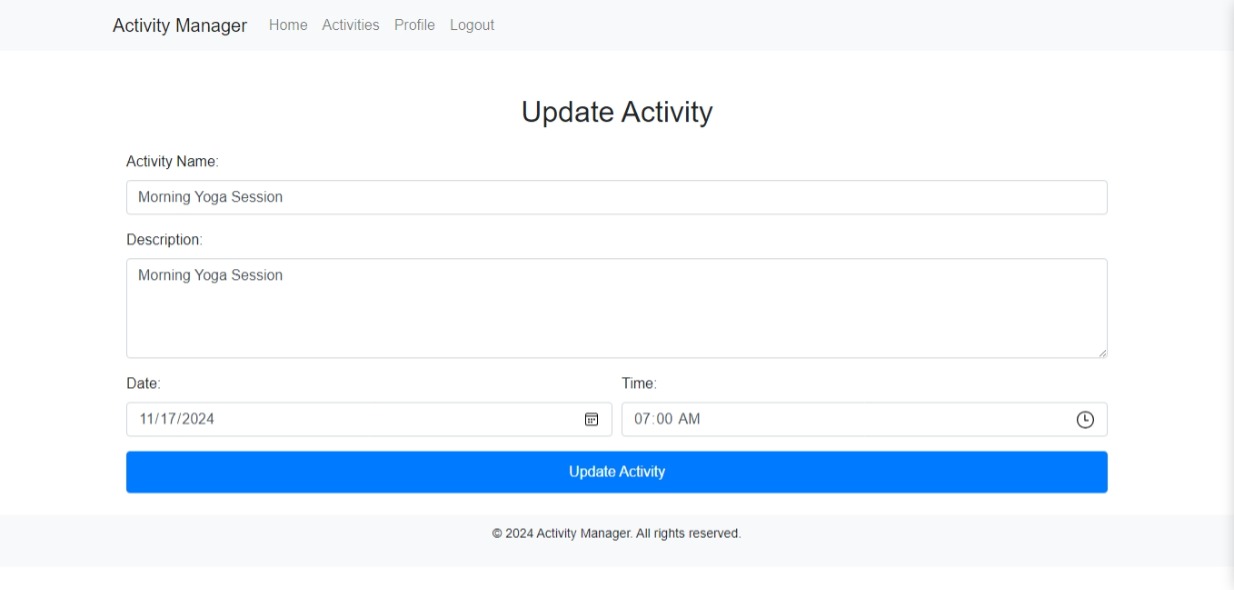 Activity Manager Home Activities Profile Logout
Update Activity
Activity Name:
Morning Yoga Session
Description:
Morning Yoga Session
Date: Time:
11/17/2024 07:00 AM
Update Activity
© 2024 Activity Manager. All rights reserved.